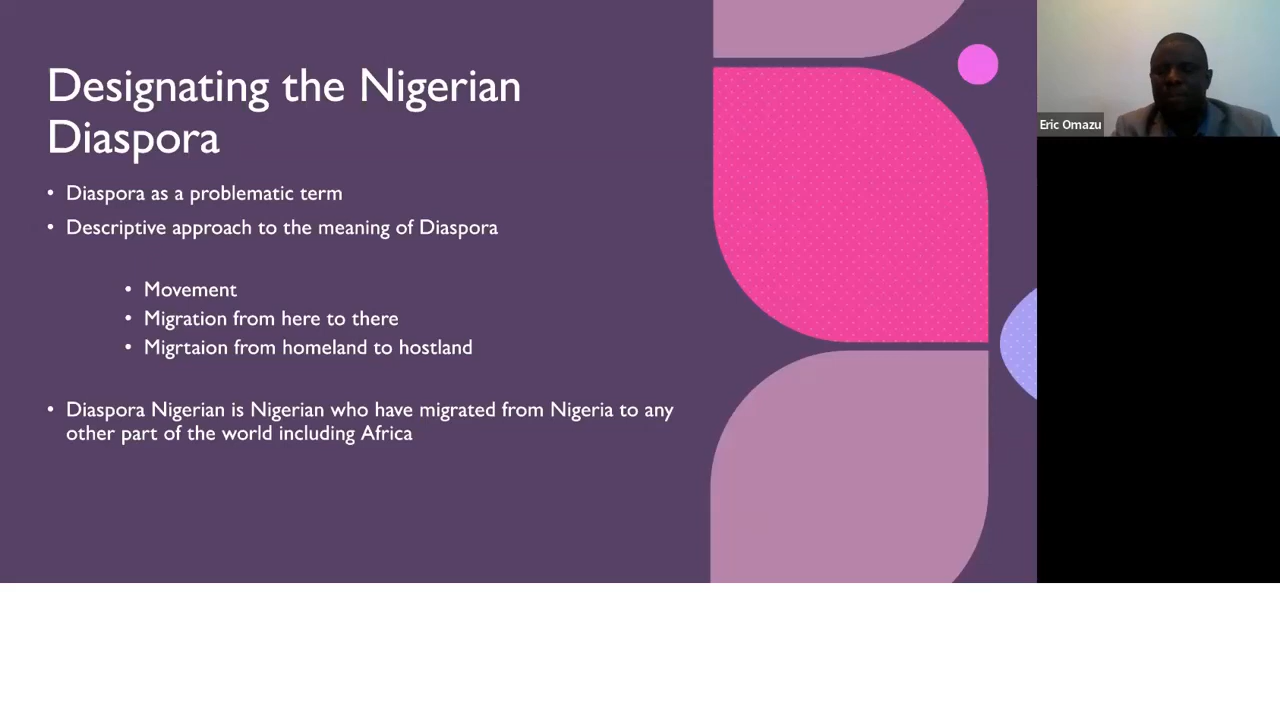 Designating the Nigerian
Diaspora
• Diaspora as a problematic term
• Descriptive approach to the meaning of Diaspora
• Movement
• Migration from here to there
• Migrtaion from homeland to hostland
• Diaspora Nigerian is Nigerian who have migrated from Nigeria to any
other part of the world including Africa
Eric Omazu